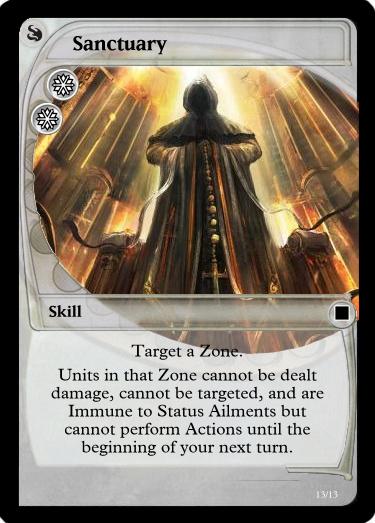 Sanctuary
Skill
Target a Zone.
Units in that Zone cannot be dealt
damage, cannot be targeted, and are
Immune to Status Ailments but
cannot perform Actions until the
beginning of your next turn.
13/13